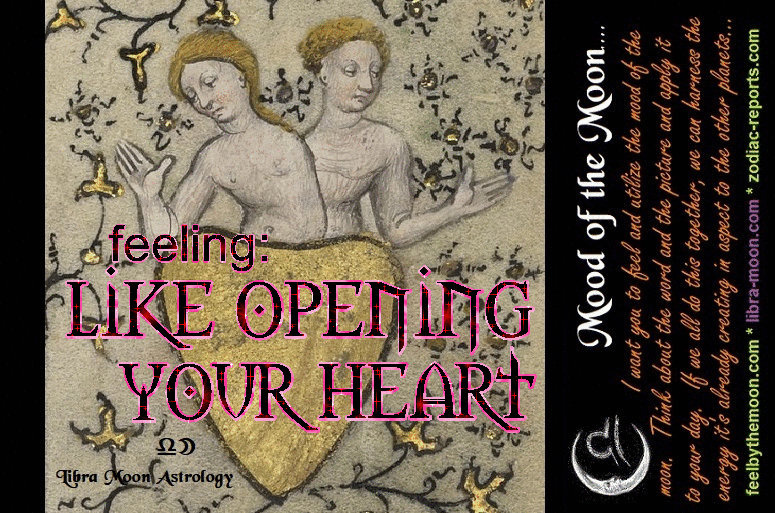 feeling:
LIKE OPENING
YOUR HEART
♎☽
Libra Moon Astrology
Mood of the Moon....
I want you to feel and utilize the mood of the
moon. Think about the word and the picture and apply it
to your day. If we all do this together, we can harness the
energy it's already creating in aspect to the other planets...
feelbythemoon.com * libra-moon.com * zodiac-reports.com